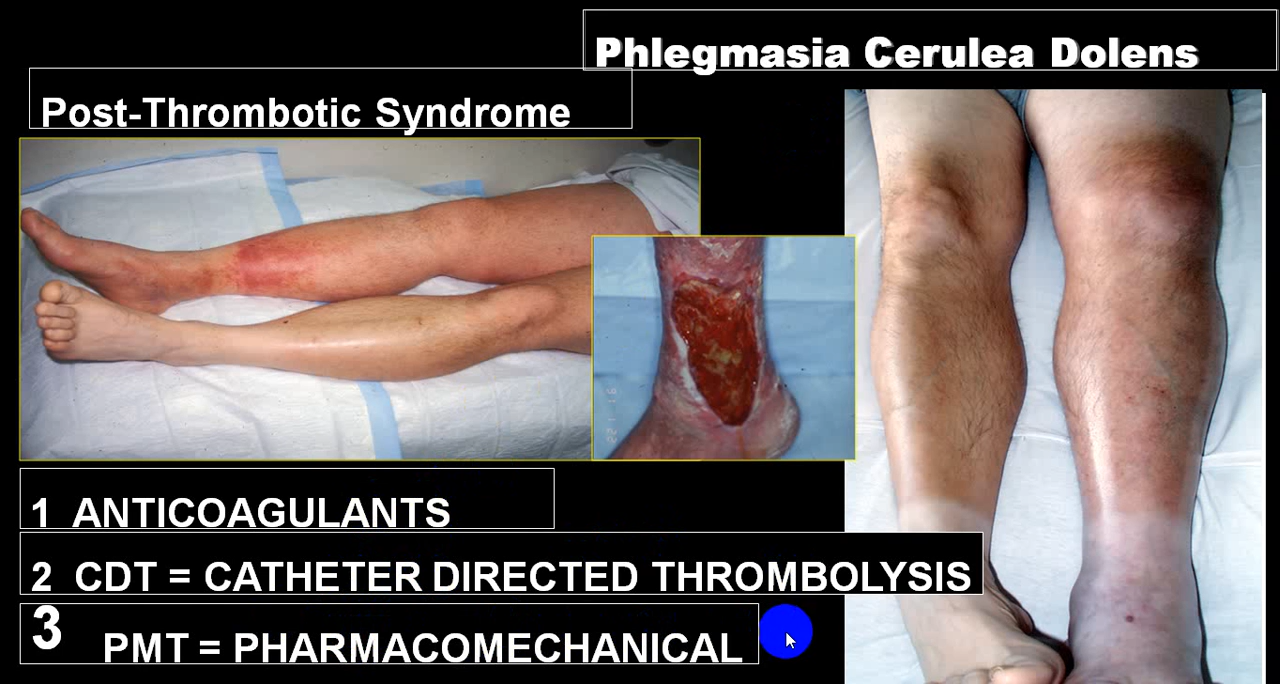 Phlegmasia Cerulea Dolens
Post-Thrombotic Syndrome
1 ANTICOAGULANTS
2 CDT = CATHETER DIRECTED THROMBOLYSIS
3 PMT = PHARMACOMECHANICAL